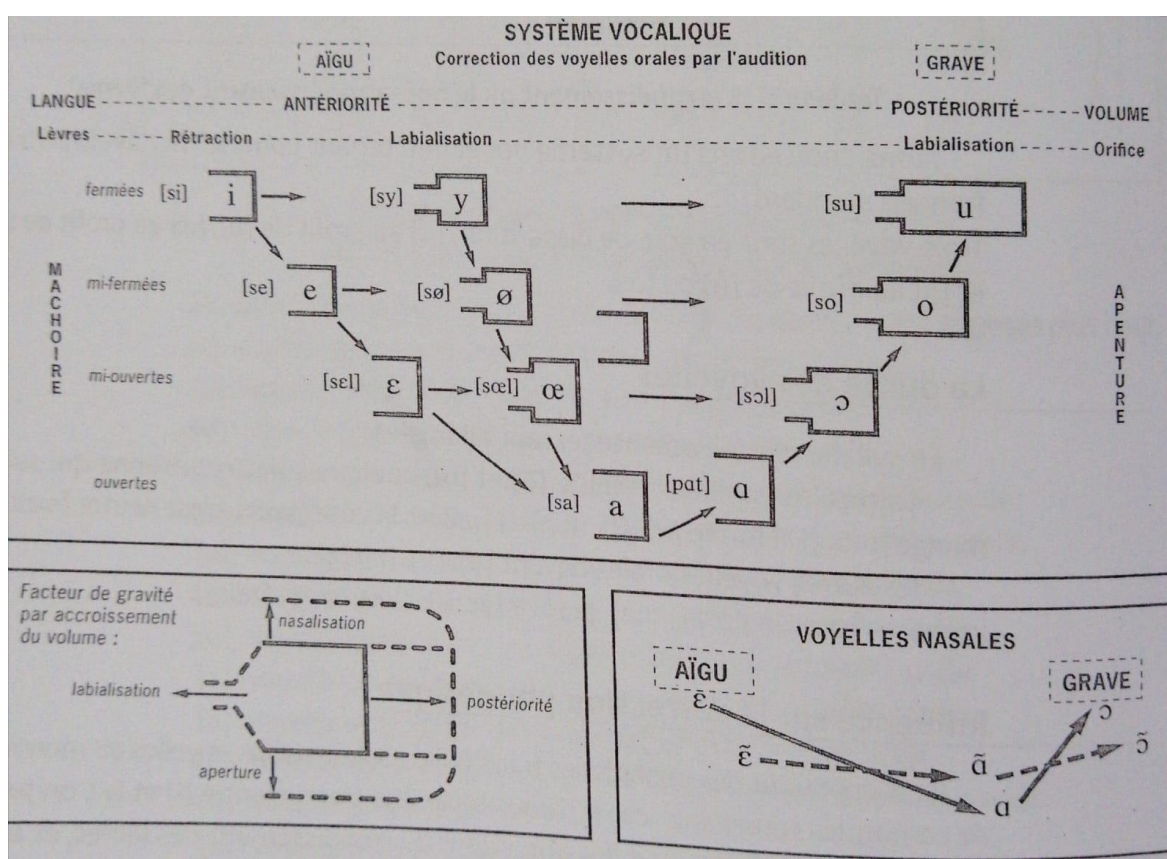 SYSTÈME VOCALIQUE
AÏGU
Correction des voyelles orales par l'audition
GRAVE
LANGUE
ANTÉRIORITÉ
POSTÉRIORITÉ
VOLUME
Lèvres
Rétraction
Labialisation
Labialisation
Orifice
fermées [si] i [sy] y [su] u
mi-fermées [se] e [sø] ø [so] o
mi-ouvertes [sɛl] ɛ [sœl] œ [sɔl] ɔ
ouvertes [sa] a [pɑt] ɑ
MACHOIRE
APENTURE
Facteur de gravité
par accroissement
du volume :
nasalisation
labialisation
postériorité
aperture
VOYELLES NASALES
AÏGU
GRAVE
ɛ
ɔ
ɛ̃
ɑ̃
ɔ̃
ɑ